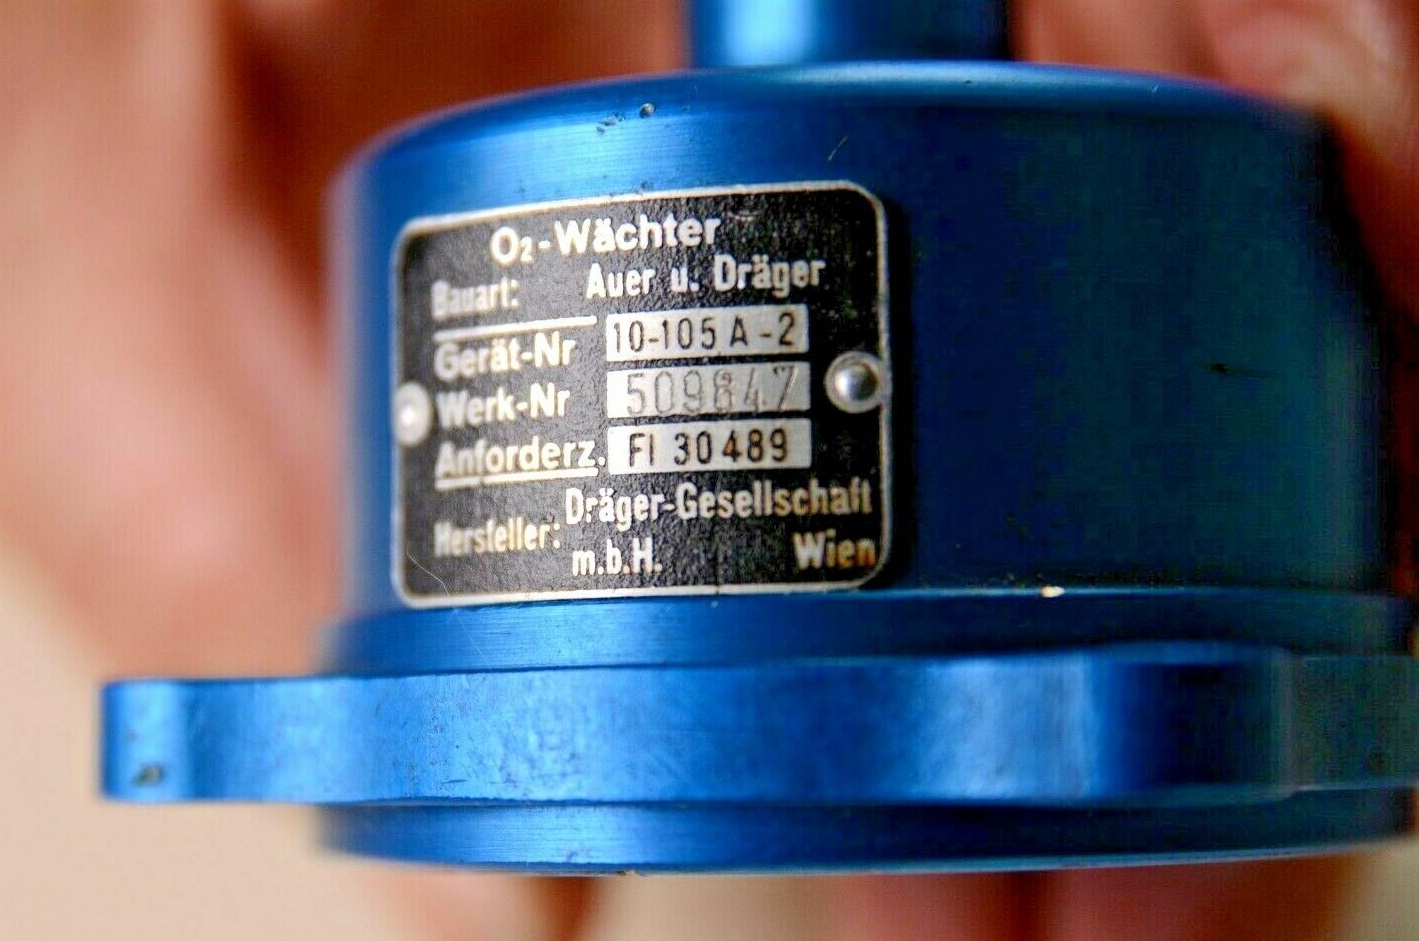 O₂-Wächter
Bauart: Auer u. Dräger
Gerät-Nr 10-105 A-2
Werk-Nr 509847
Anforderz. Fl 30489
Hersteller: Dräger-Gesellschaft
m.b.H. Wien